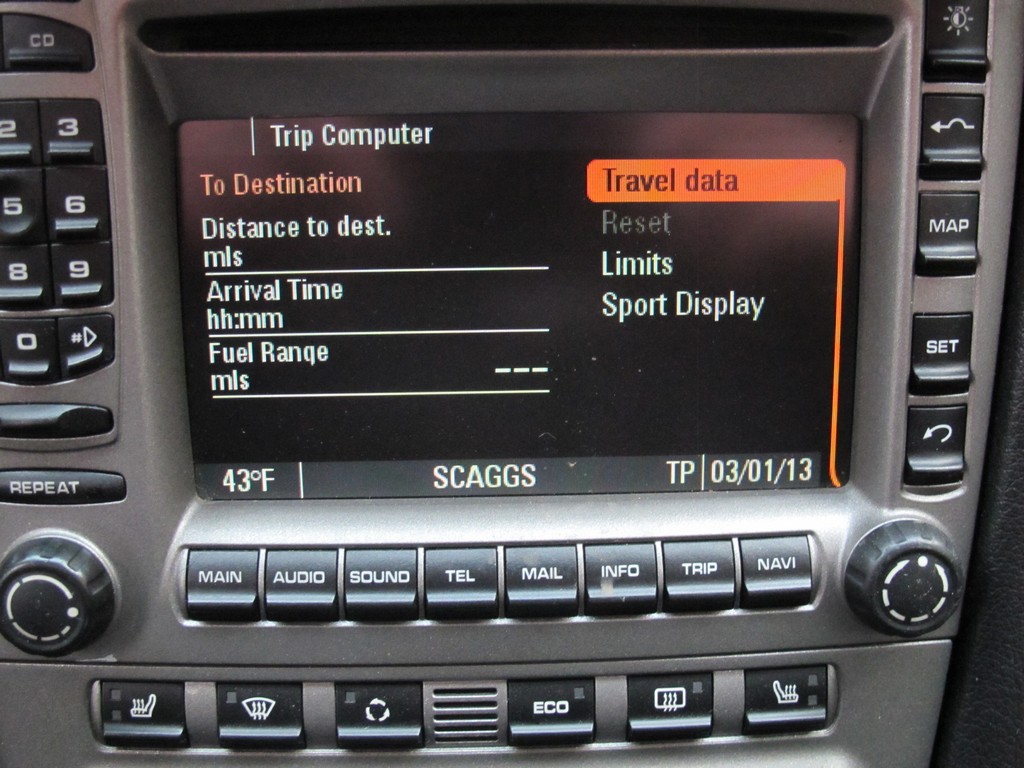 CD
2 3
5 6
8 9
0 #
REPEAT
Trip Computer
To Destination
Distance to dest.
mls
Arrival Time
hh:mm
Fuel Range
mls ---
Travel data
Reset
Limits
Sport Display
43°F SCAGGS TP 03/01/13
MAP
SET
MAIN AUDIO SOUND TEL MAIL INFO TRIP NAVI
ECO